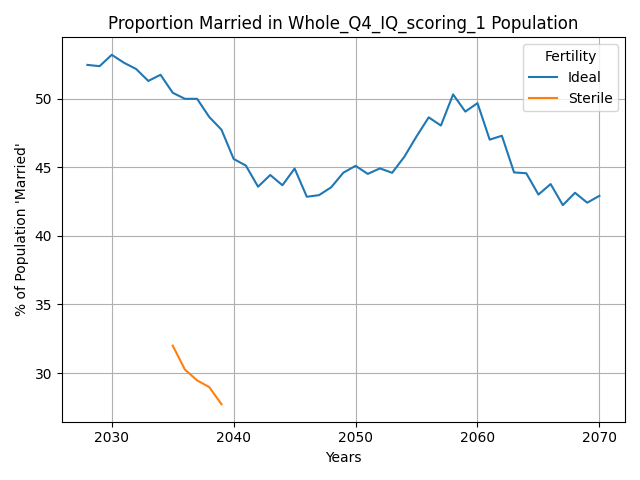 Proportion Married in Whole_Q4_IQ_scoring_1 Population
Fertility
Ideal
Sterile
% of Population 'Married'
50
45
40
35
30
2030 2040 2050 2060 2070
Years